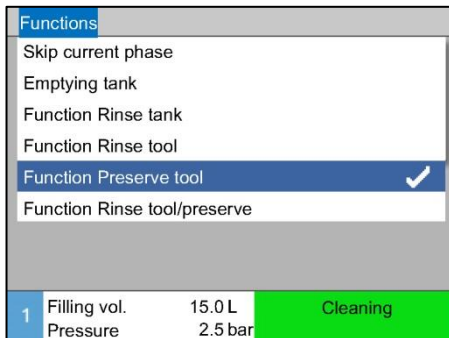 Functions
Skip current phase
Emptying tank
Function Rinse tank
Function Rinse tool
Function Preserve tool
Function Rinse tool/preserve
1 Filling vol. 15.0 L Cleaning
Pressure 2.5 bar